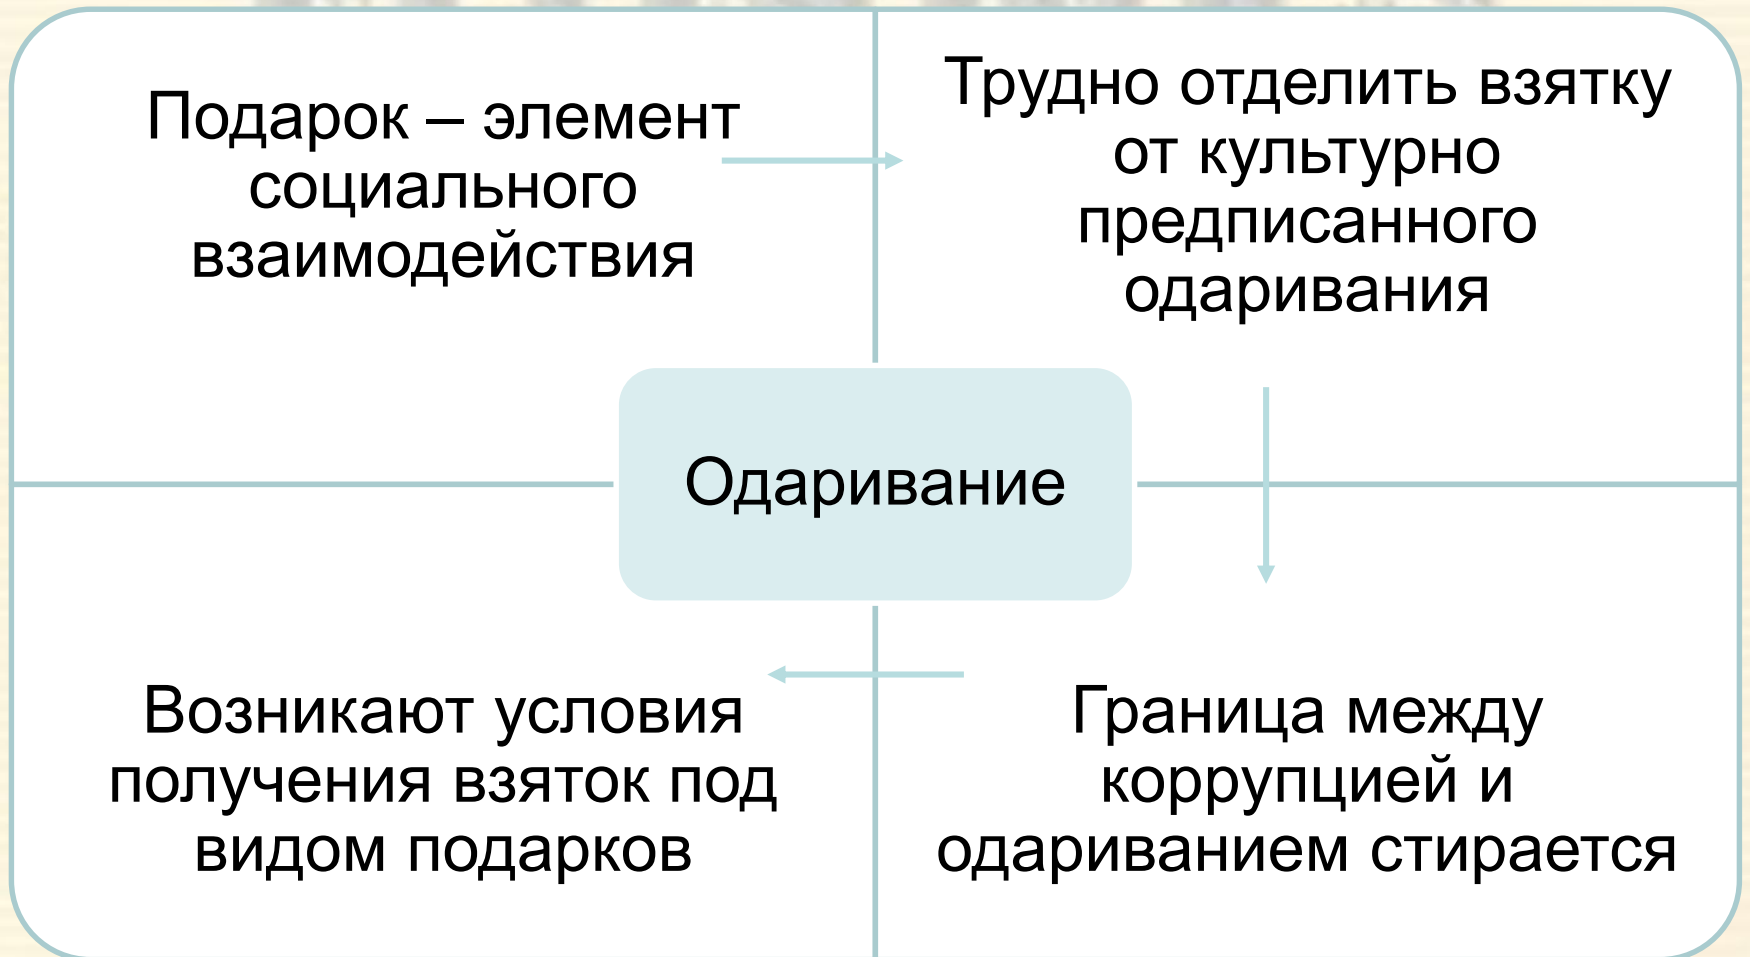 Подарок – элемент
социального
взаимодействия
Трудно отделить взятку
от культурно
предписанного
одаривания
Одаривание
Возникают условия
получения взяток под
видом подарков
Граница между
коррупцией и
одариванием стирается